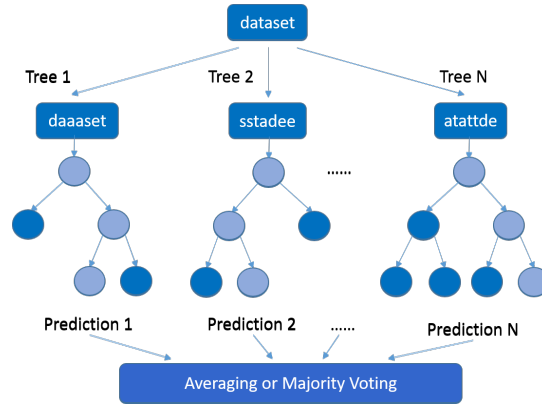 dataset
Tree 1
Tree 2
Tree N
daaaset
sstadee
atattde
......
Prediction 1
Prediction 2
......
Prediction N
Averaging or Majority Voting